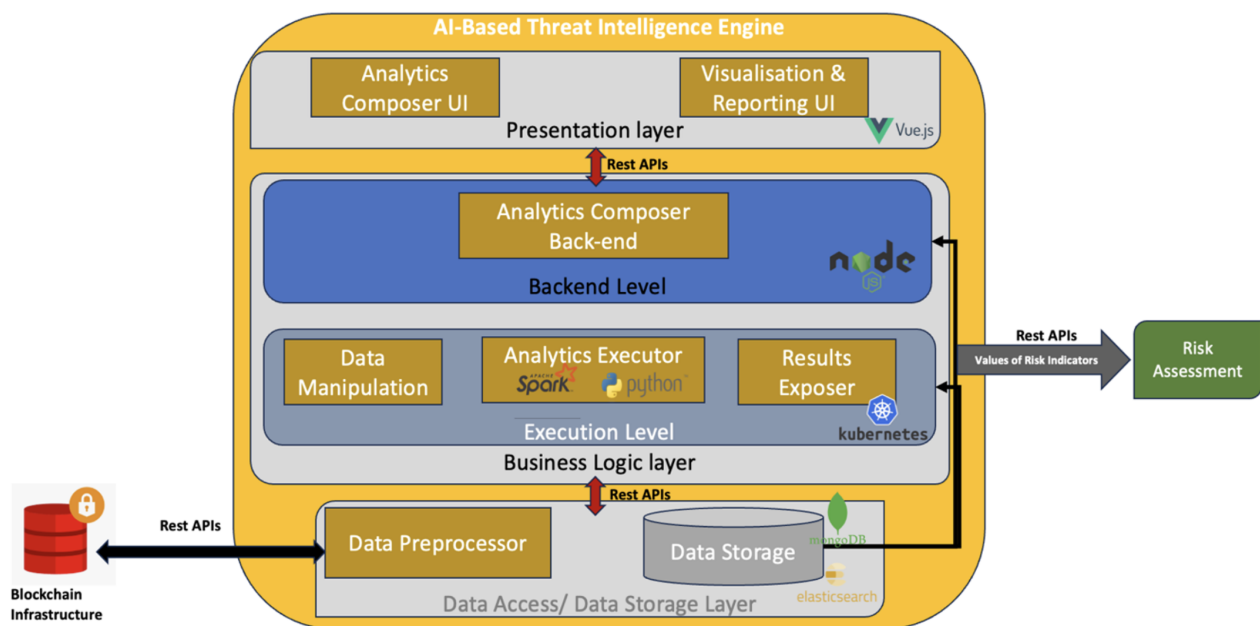 AI-Based Threat Intelligence Engine
Analytics
Composer UI
Visualisation &
Reporting UI
Presentation layer
Vue.js
Rest APIs
Analytics Composer
Back-end
node
JS
Backend Level
Data
Manipulation
Analytics Executor
APACHE
Spark
python
Results
Exposer
Execution Level
kubernetes
Business Logic layer
Rest APIs
Values of Risk Indicators
Risk
Assessment
Rest APIs
Rest APIs
Blockchain
Infrastructure
Data Preprocessor
Data Storage
mongoDB
elasticsearch
Data Access/ Data Storage Layer